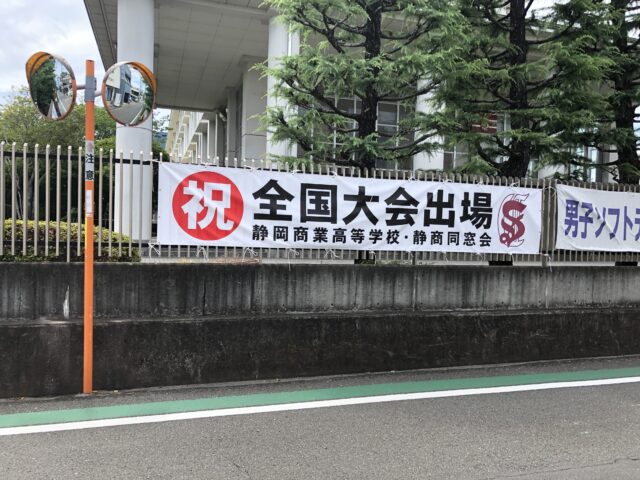 祝 全国大会出場
静岡商業高等学校・静商同窓会
男子ソフト
注意